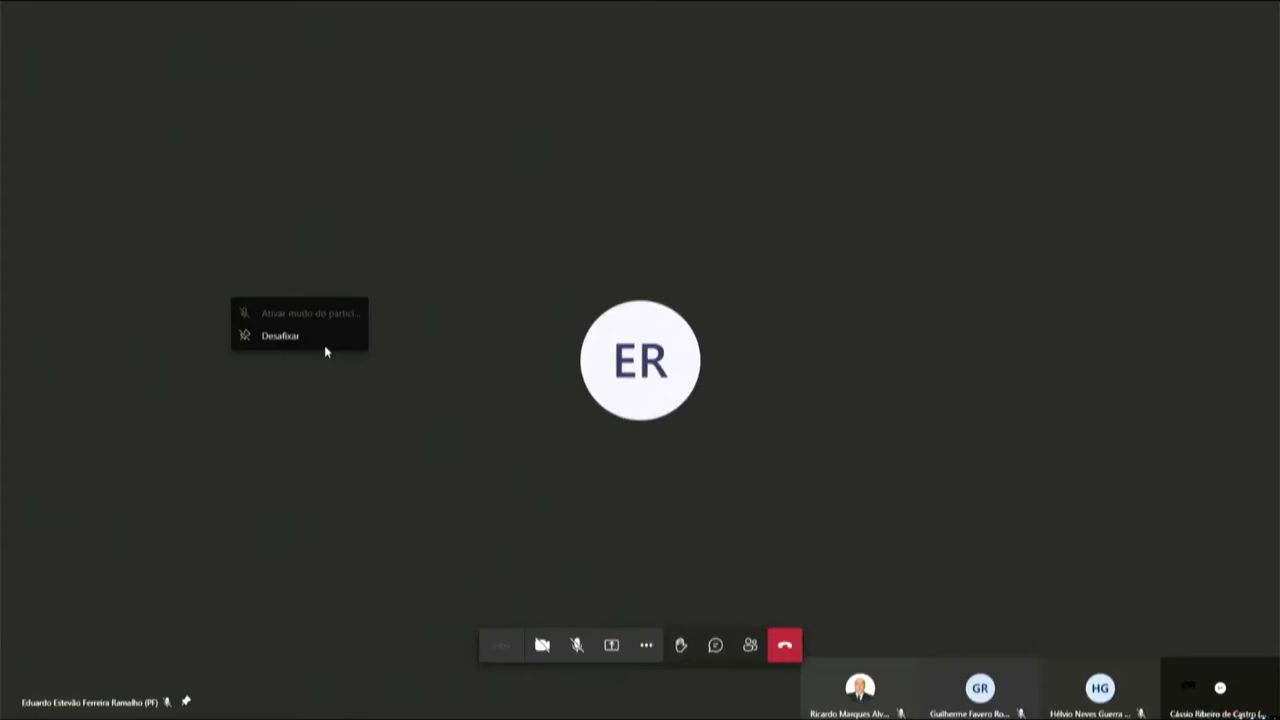 Ativar mudo do partici...
Desafixar
ER
Eduardo Estevão Ferreira Ramalho (PF)
Ricardo Marques Alv...
GR
Guilherme Favero Ro...
HG
Hélvio Neves Guerra ...
Cássio Ribeiro de Castro (...